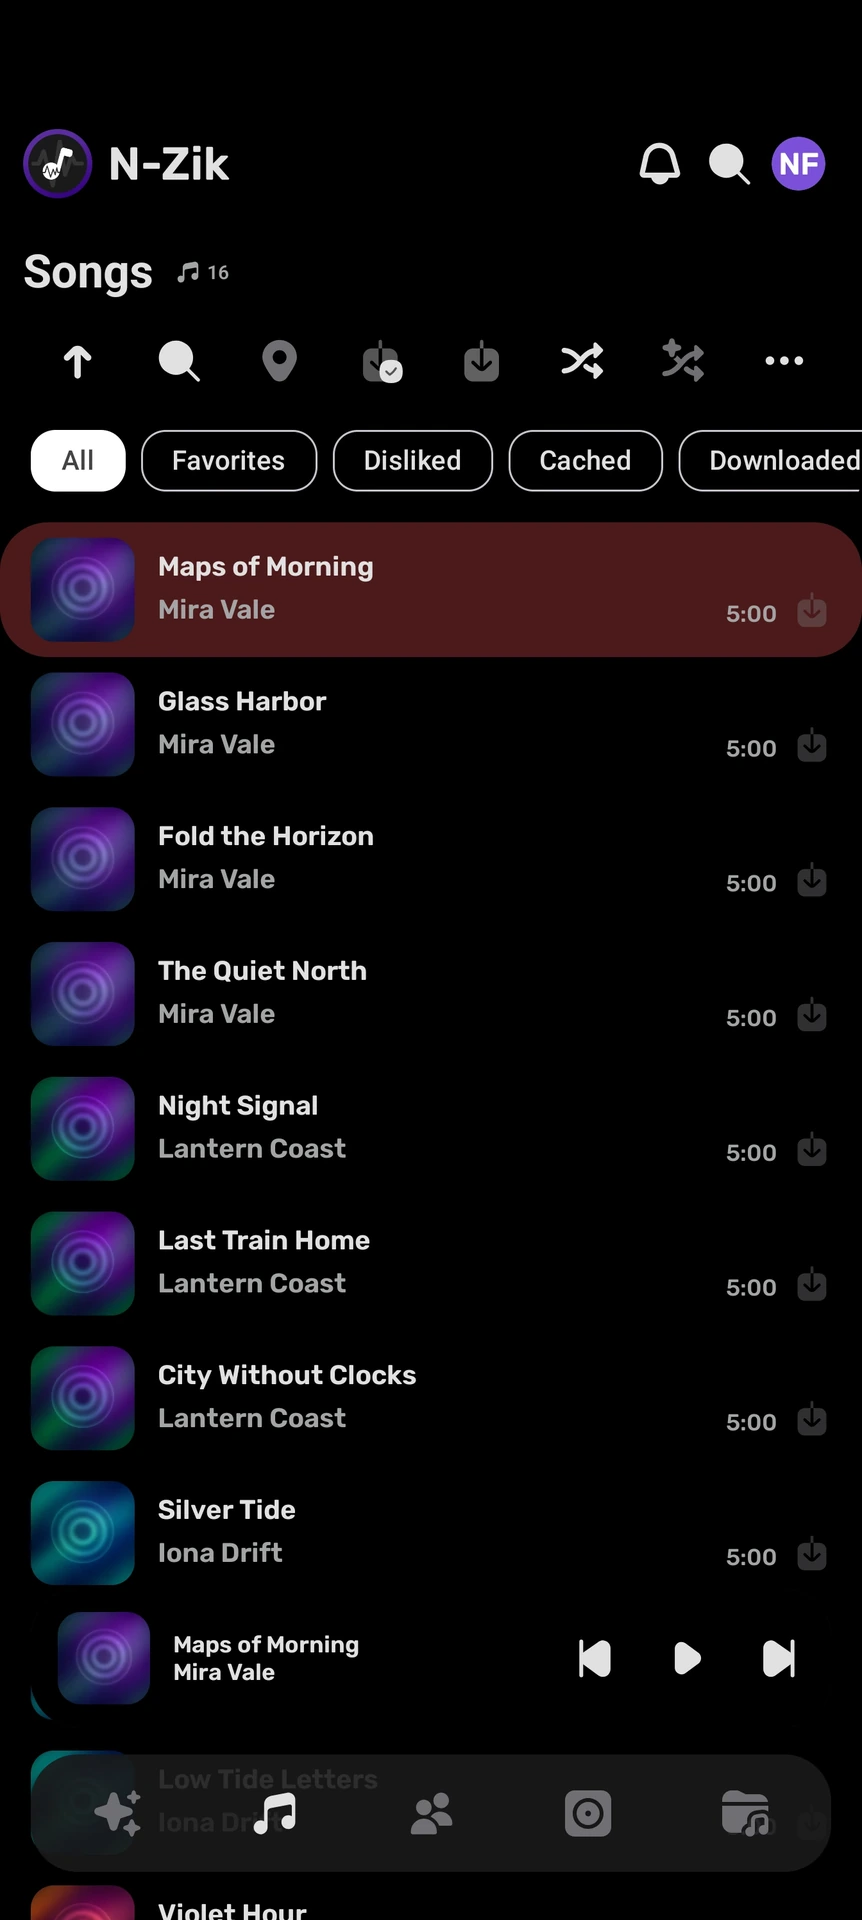 N-Zik
NF
Songs
16
All
Favorites
Disliked
Cached
Downloaded
Maps of Morning
Mira Vale
5:00
Glass Harbor
Mira Vale
5:00
Fold the Horizon
Mira Vale
5:00
The Quiet North
Mira Vale
5:00
Night Signal
Lantern Coast
5:00
Last Train Home
Lantern Coast
5:00
City Without Clocks
Lantern Coast
5:00
Silver Tide
Iona Drift
5:00
Maps of Morning
Mira Vale
Low Tide Letters
Iona Drift
Violet Hour